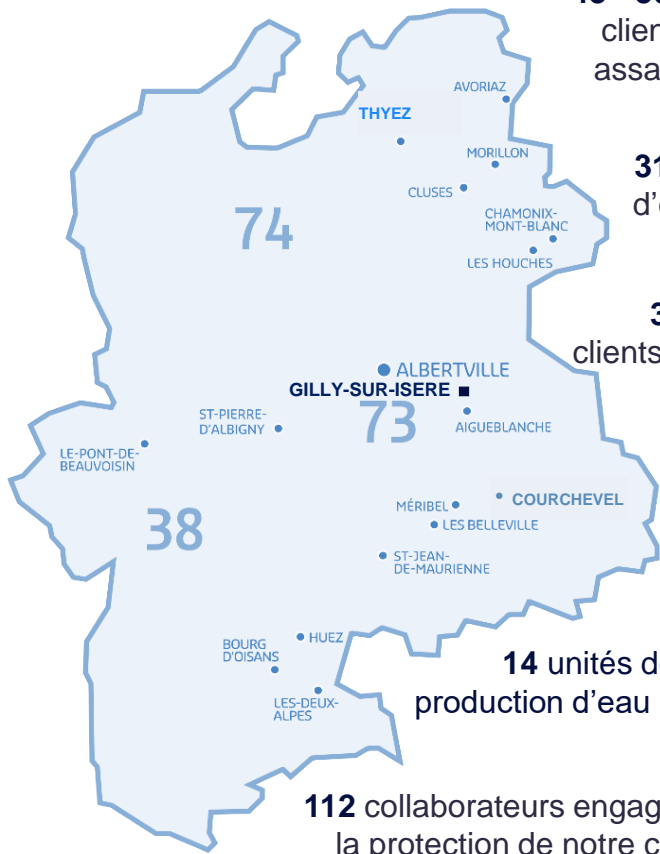 clien
assa
AVORIAZ
THYEZ
MORILLON
31
CLUSES
d'
CHAMONIX-
MONT-BLANC
74
LES HOUCHES
3
clients
ALBERTVILLE
GILLY-SUR-ISERE
73
ST-PIERRE-
D'ALBIGNY
AIGUEBLANCHE
LE-PONT-DE-
BEAUVOISIN
COURCHEVEL
MÉRIBEL
38
LES BELLEVILLE
ST-JEAN-
DE-MAURIENNE
HUEZ
BOURG
D'OISANS
14 unités d
LES-DEUX-
ALPES
production d'eau
112 collaborateurs engag
la protection de notre c